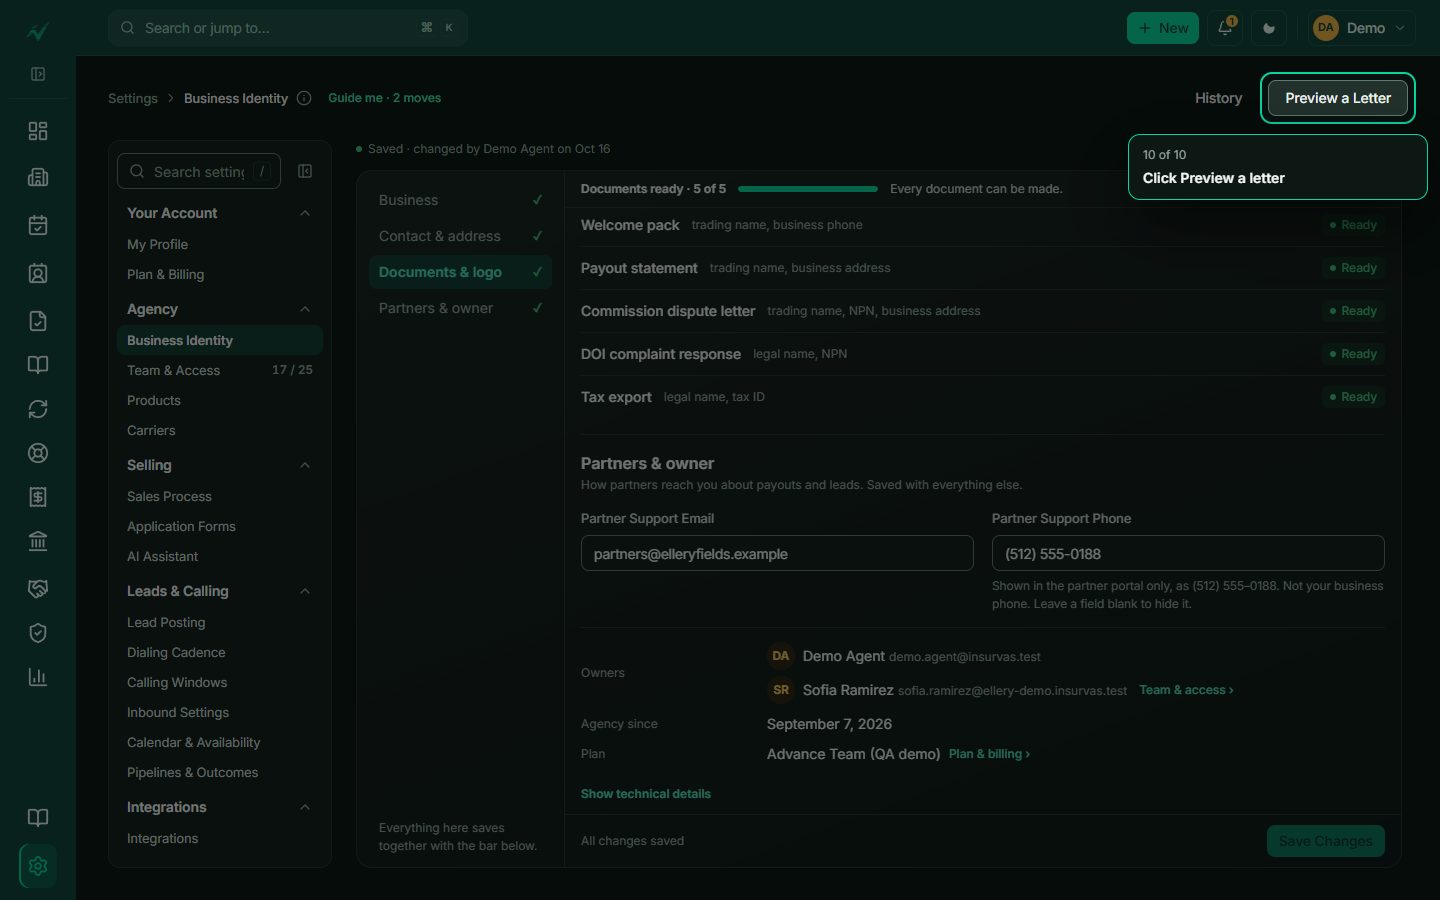 Search or jump to...
⌘ K
New
1
DA
Demo
Settings
Business Identity
Guide me · 2 moves
History
Preview a Letter
10 of 10
Click Preview a letter
Search setting
/
Your Account
My Profile
Plan & Billing
Agency
Business Identity
Team & Access 17 / 25
Products
Carriers
Selling
Sales Process
Application Forms
AI Assistant
Leads & Calling
Lead Posting
Dialing Cadence
Calling Windows
Inbound Settings
Calendar & Availability
Pipelines & Outcomes
Integrations
Integrations
Saved · changed by Demo Agent on Oct 16
Business
Contact & address
Documents & logo
Partners & owner
Everything here saves
together with the bar below.
Documents ready · 5 of 5
Every document can be made.
Welcome pack trading name, business phone Ready
Payout statement trading name, business address Ready
Commission dispute letter trading name, NPN, business address Ready
DOI complaint response legal name, NPN Ready
Tax export legal name, tax ID Ready
Partners & owner
How partners reach you about payouts and leads. Saved with everything else.
Partner Support Email
partners@elleryfields.example
Partner Support Phone
(512) 555-0188
Shown in the partner portal only, as (512) 555–0188. Not your business
phone. Leave a field blank to hide it.
Owners
DA Demo Agent demo.agent@insurvas.test
SR Sofia Ramirez sofia.ramirez@ellery-demo.insurvas.test Team & access ›
Agency since September 7, 2026
Plan Advance Team (QA demo) Plan & billing ›
Show technical details
All changes saved
Save Changes